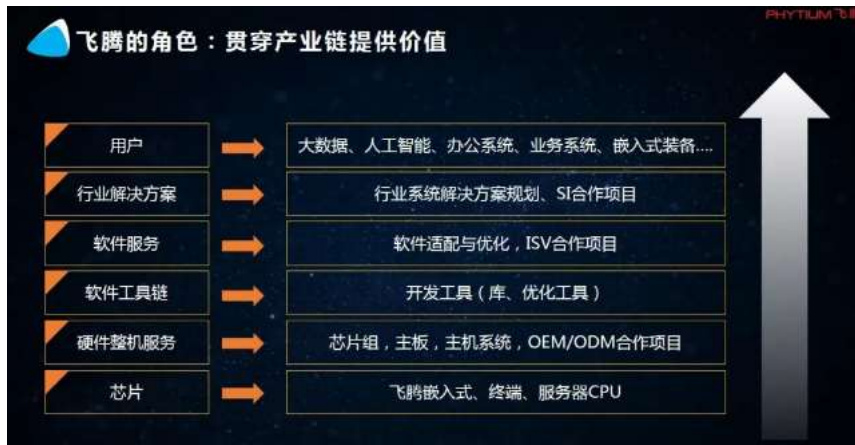 PHYTIUM飞腾
飞腾的角色：贯穿产业链提供价值
用户
大数据、人工智能、办公系统、业务系统、嵌入式装备....
行业解决方案
行业系统解决方案规划、SI合作项目
软件服务
软件适配与优化，ISV合作项目
软件工具链
开发工具（库、优化工具）
硬件整机服务
芯片组，主板，主机系统，OEM/ODM合作项目
芯片
飞腾嵌入式、终端、服务器CPU